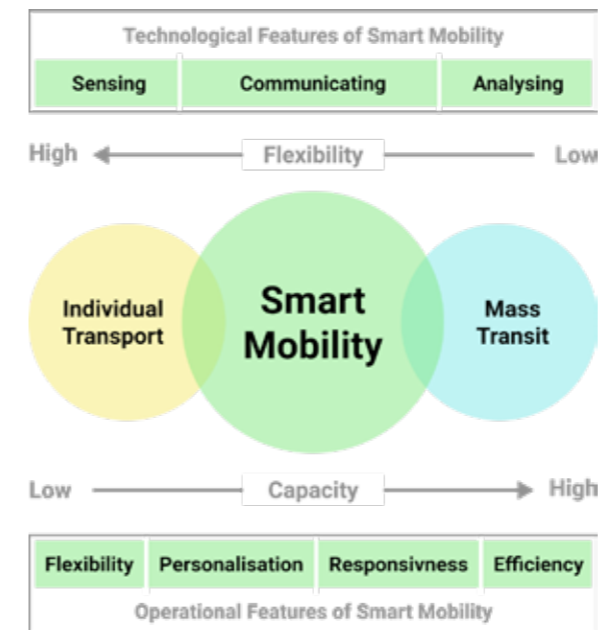 Technological Features of Smart Mobility
Sensing Communicating Analysing
High Flexibility Low
Individual Transport
Smart Mobility
Mass Transit
Low Capacity High
Flexibility Personalisation Responsivness Efficiency
Operational Features of Smart Mobility